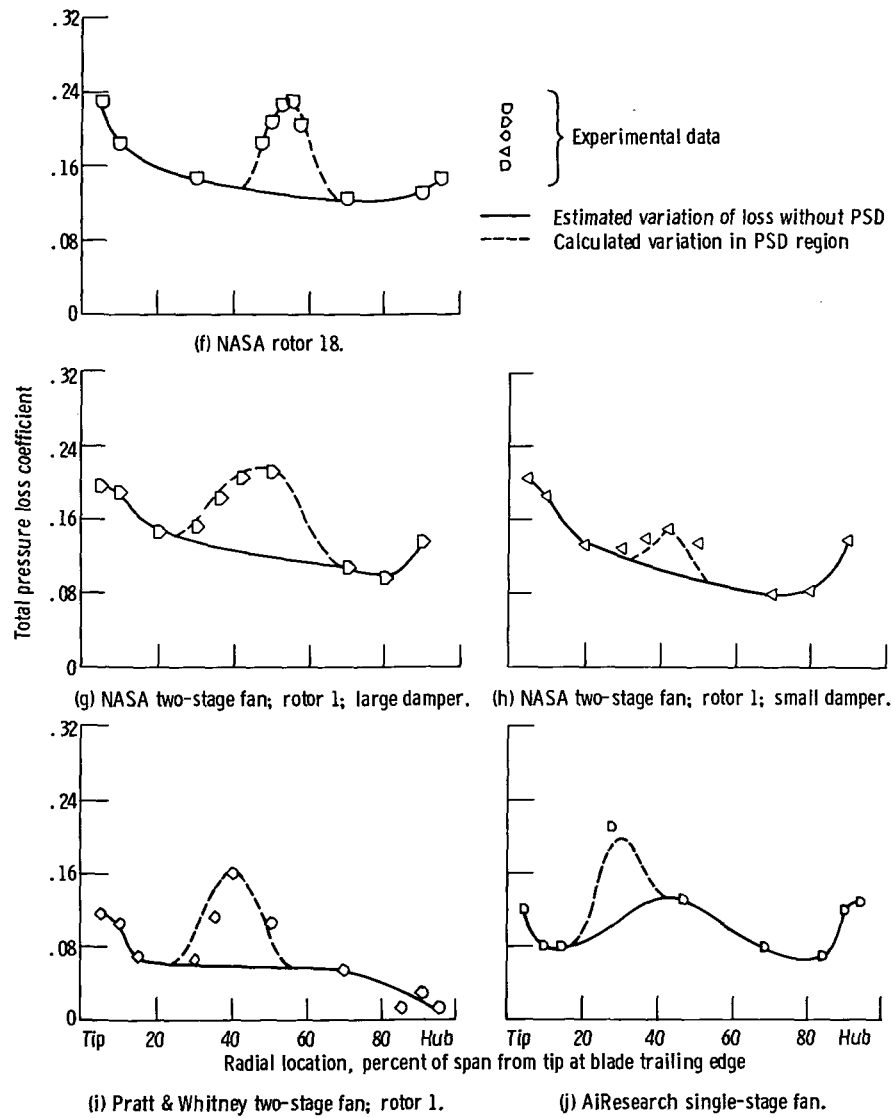 .32
.24
.16
.08
0
(f) NASA rotor 18.
Experimental data
Estimated variation of loss without PSD
Calculated variation in PSD region
Total pressure loss coefficient
.32
.24
.16
.08
0
(g) NASA two-stage fan; rotor 1; large damper.
(h) NASA two-stage fan; rotor 1; small damper.
.32
.24
.16
.08
0
Tip 20 40 60 80 Hub
Tip 20 40 60 80 Hub
Radial location, percent of span from tip at blade trailing edge
(i) Pratt & Whitney two-stage fan; rotor 1.
(j) AiResearch single-stage fan.